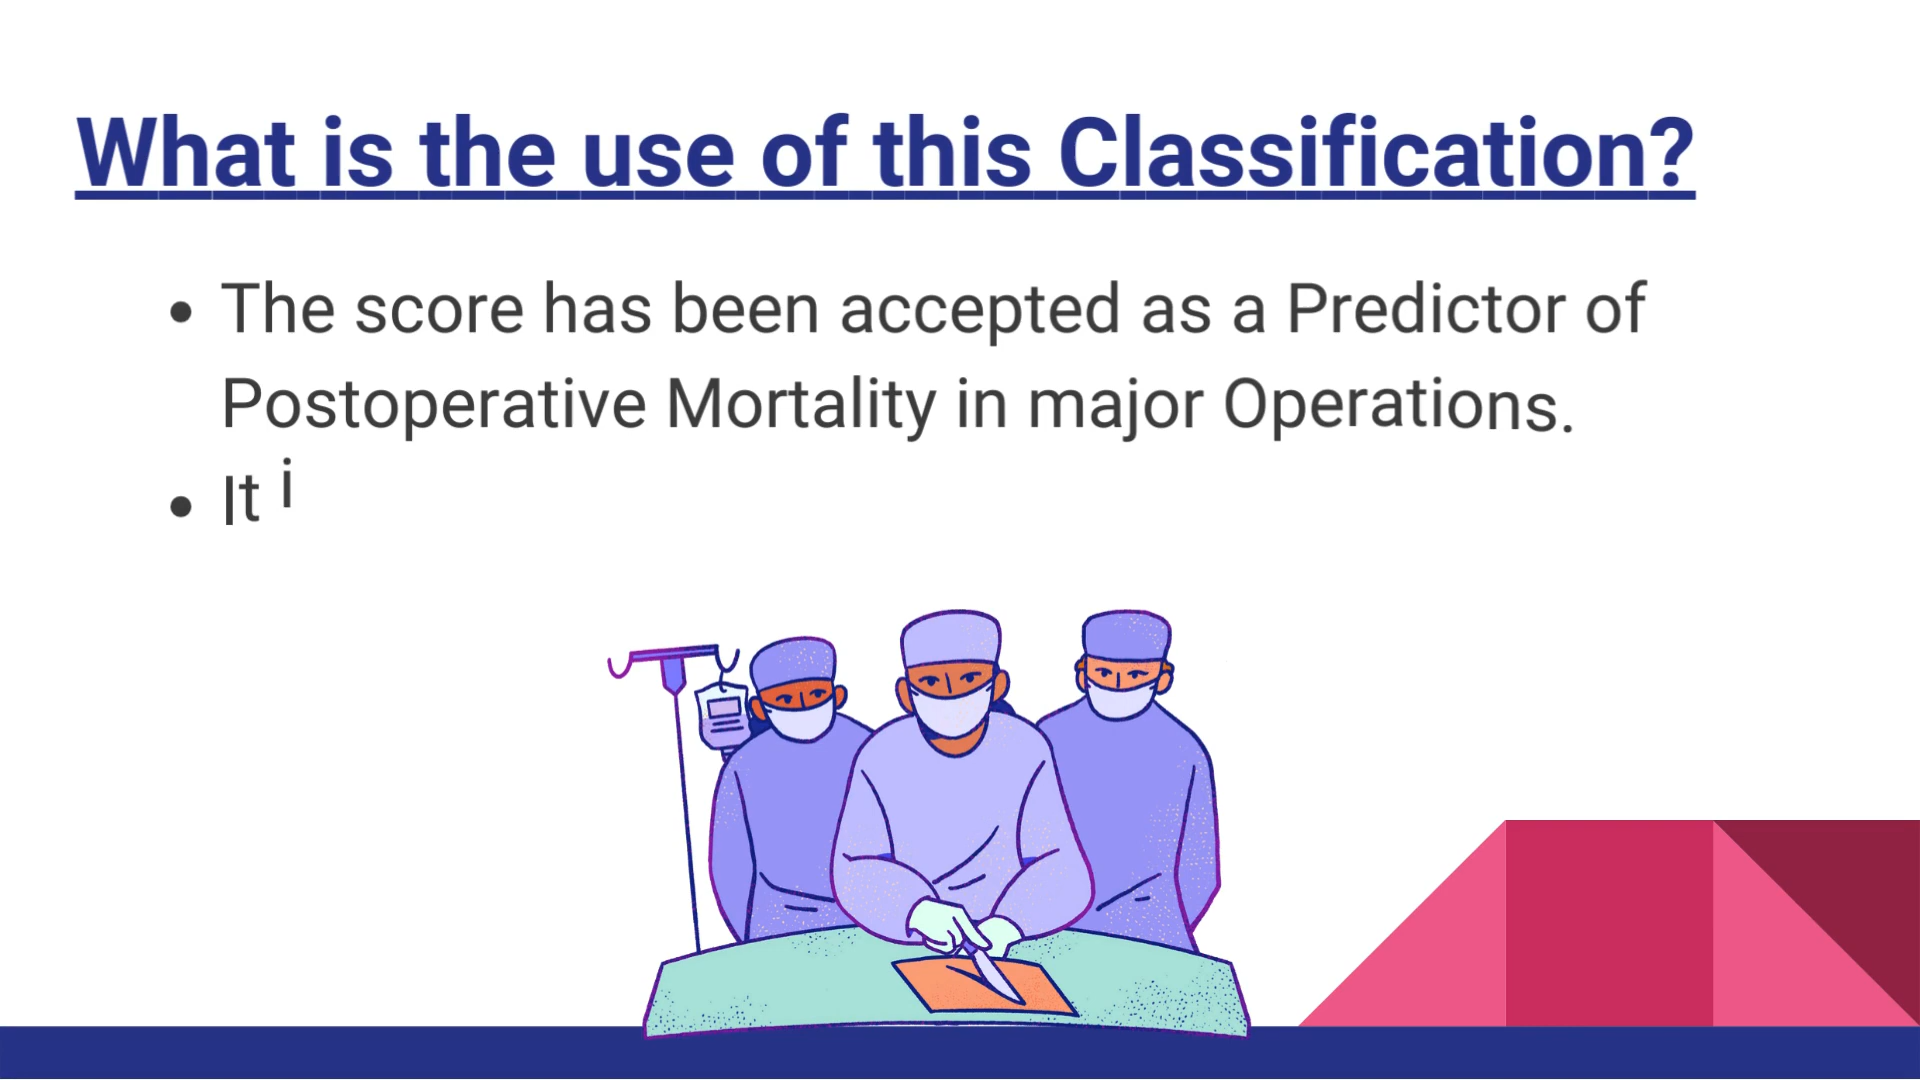 What is the use of this Classification?
• The score has been accepted as a Predictor of
Postoperative Mortality in major Operations.
• It i